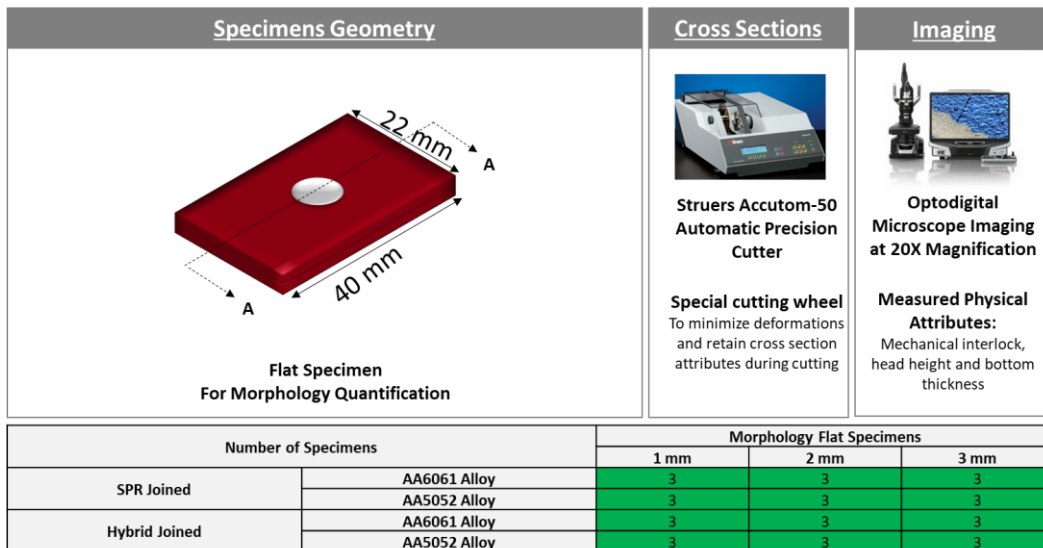 Specimens Geometry
22 mm
A
40 mm
A
Flat Specimen
For Morphology Quantification
Cross Sections
Struers Accutom-50
Automatic Precision
Cutter
Special cutting wheel
To minimize deformations
and retain cross section
attributes during cutting
Imaging
Optodigital
Microscope Imaging
at 20X Magnification
Measured Physical
Attributes:
Mechanical interlock,
head height and bottom
thickness
Number of Specimens
Morphology Flat Specimens
1 mm 2 mm 3 mm
SPR Joined
AA6061 Alloy 3 3 3
AA5052 Alloy 3 3 3
Hybrid Joined
AA6061 Alloy 3 3 3
AA5052 Alloy 3 3 3